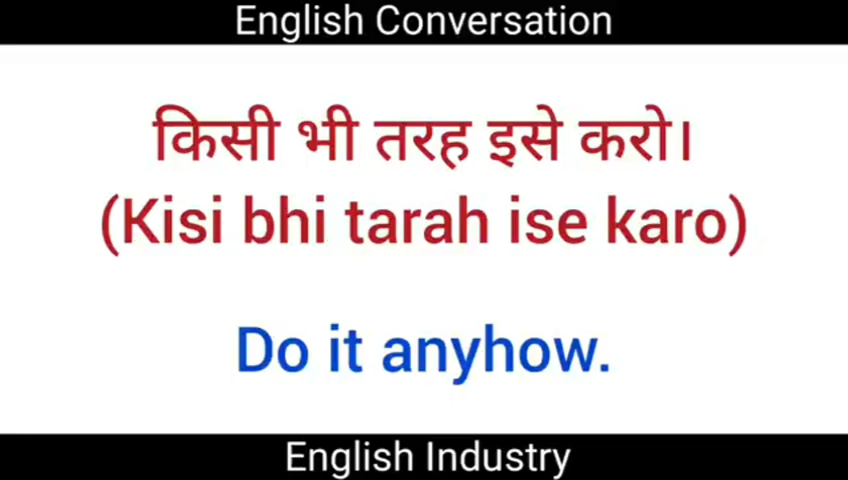 English Conversation
किसी भी तरह इसे करो।
(Kisi bhi tarah ise karo)
Do it anyhow.
English Industry